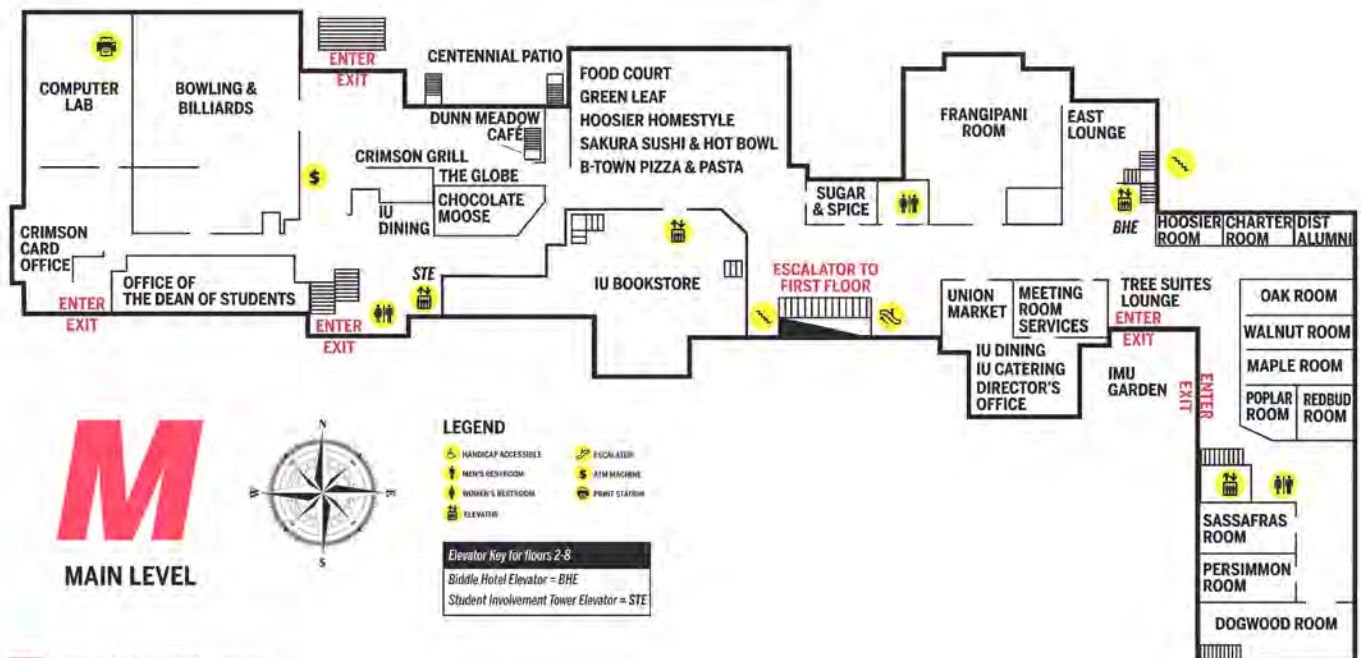 ENTER
EXIT
CENTENNIAL PATIO
FOOD COURT
GREEN LEAF
HOOSIER HOMESTYLE
SAKURA SUSHI & HOT BOWL
B-TOWN PIZZA & PASTA
COMPUTER
LAB
BOWLING &
BILLIARDS
DUNN MEADOW
CAFÉ
FRANGIPANI
ROOM
EAST
LOUNGE
$
CRIMSON GRILL
THE GLOBE
CHOCOLATE
MOOSE
IU
DINING
SUGAR
& SPICE
BHE
HOOSIER
ROOM
CHARTER
ROOM
DIST
ALUMNI
CRIMSON
CARD
OFFICE
OFFICE OF
THE DEAN OF STUDENTS
ENTER
EXIT
ENTER
EXIT
STE
IU BOOKSTORE
ESCALATOR TO
FIRST FLOOR
UNION
MARKET
MEETING
ROOM
SERVICES
TREE SUITES
LOUNGE
ENTER
EXIT
OAK ROOM
WALNUT ROOM
MAPLE ROOM
POPLAR
ROOM
REDBUD
ROOM
IU DINING
IU CATERING
DIRECTOR'S
OFFICE
IMU
GARDEN
EXIT
ENTER
SASSAFRAS
ROOM
PERSIMMON
ROOM
DOGWOOD ROOM
M
MAIN LEVEL
N
W
E
S
LEGEND
HANDICAP ACCESSIBLE
MEN'S RESTROOM
WOMEN'S RESTROOM
ELEVATOR
ESCALATOR
$ ATM MACHINE
PRINT STATION
Elevator Key for floors 2-8
Biddle Hotel Elevator = BHE
Student Involvement Tower Elevator = STE